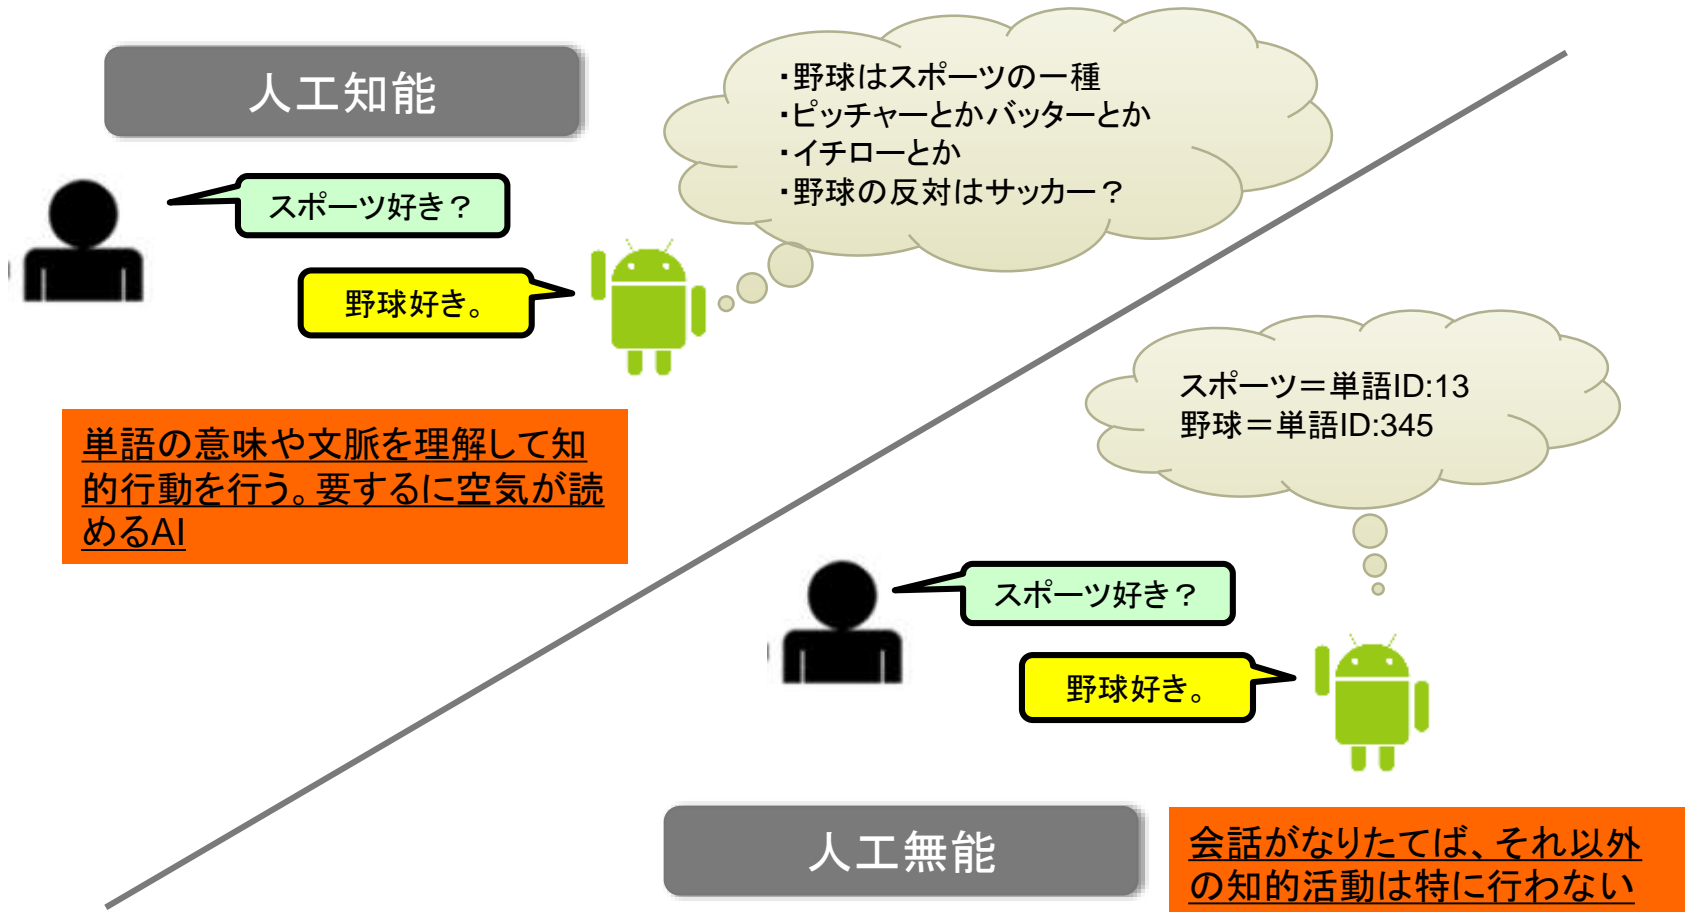 人工知能
・野球はスポーツの一種
・ピッチャーとかバッターとか
・イチローとか
・野球の反対はサッカー？
スポーツ好き？
野球好き。
単語の意味や文脈を理解して知
的行動を行う。要するに空気が読
めるAI
スポーツ＝単語ID:13
野球＝単語ID:345
スポーツ好き？
野球好き。
人工無能
会話がなりたてば、それ以外
の知的活動は特に行わない